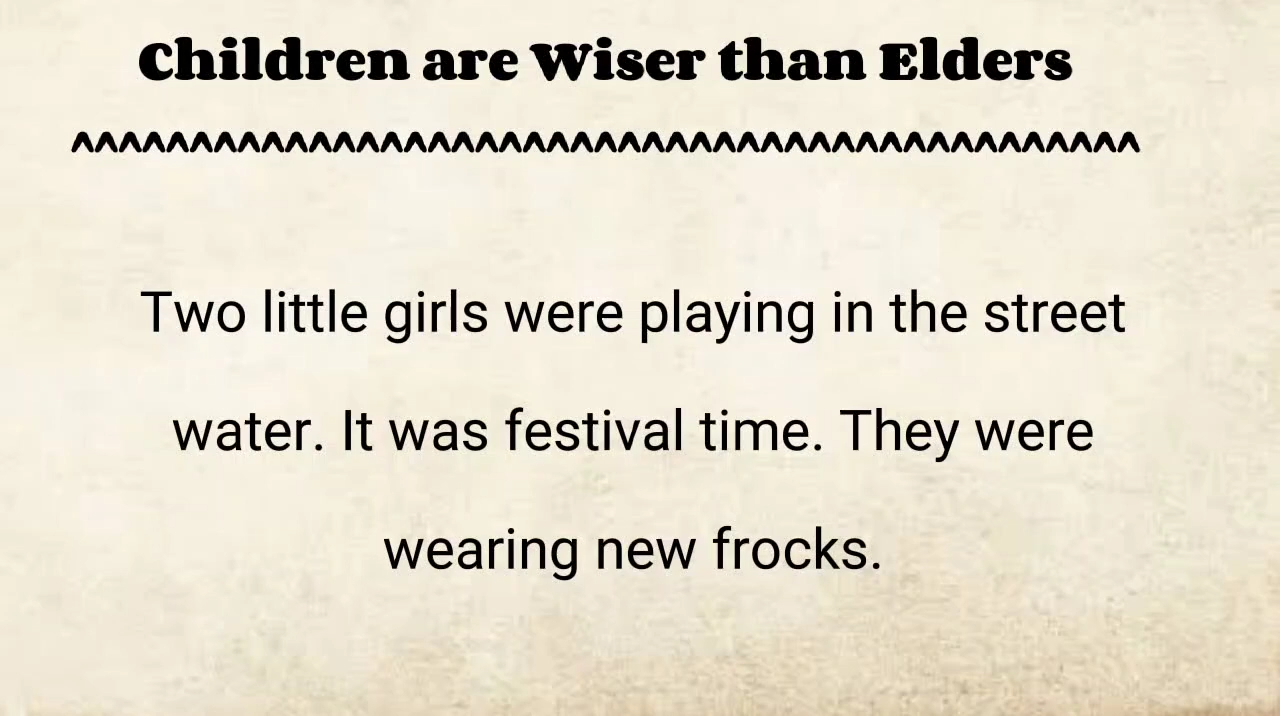 Children are Wiser than Elders
^^^^^^^^^^^^^^^^^^^^^^^^^^^^^^^^^^^^^^^^^^^^^
Two little girls were playing in the street
water. It was festival time. They were
wearing new frocks.